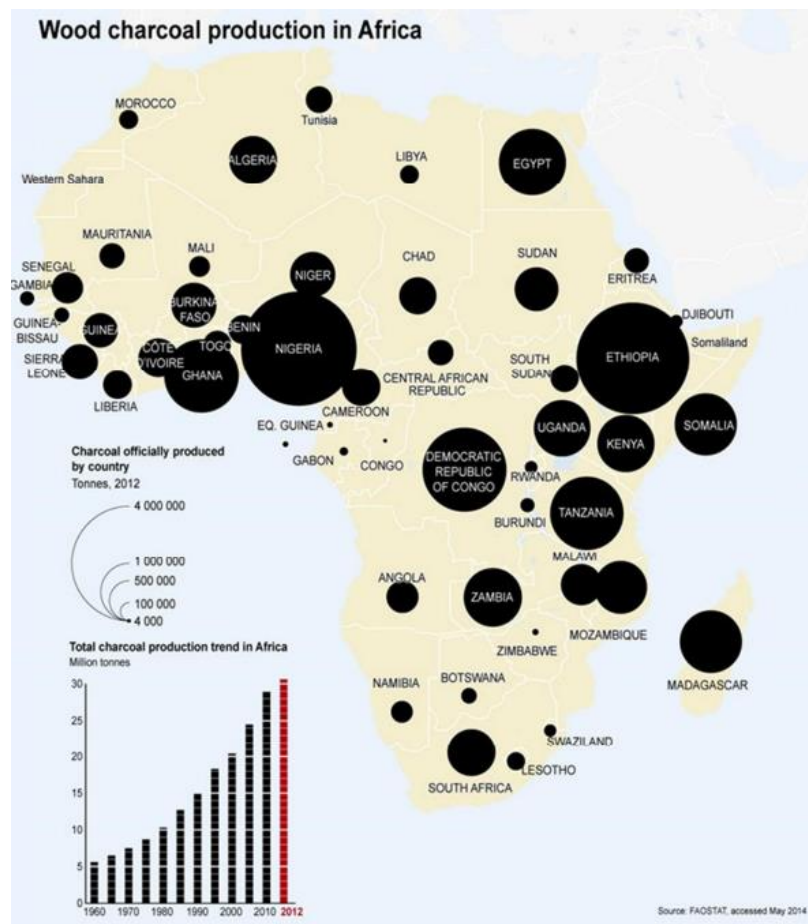 Wood charcoal production in Africa
MOROCCO
Tunisia
ALGERIA
LIBYA
EGYPT
Western Sahara
MAURITANIA
MALI
SENEGAL
GAMBIA
NIGER
CHAD
SUDAN
ERITREA
GUINEA-
BISSAU
GUINEA
BURKINA
FASO
BENIN
DJIBOUTI
Somaliland
SIERRA
LEONE
CÔTE
D'IVOIRE
TOGO
GHANA
NIGERIA
ETHIOPIA
LIBERIA
CAMEROON
CENTRAL AFRICAN
REPUBLIC
SOUTH
SUDAN
EQ. GUINEA
GABON
CONGO
UGANDA
KENYA
SOMALIA
DEMOCRATIC
REPUBLIC
OF CONGO
RWANDA
BURUNDI
TANZANIA
Charcoal officially produced
by country
Tonnes, 2012
4 000 000
1 000 000
500 000
100 000
4 000
ANGOLA
ZAMBIA
MALAWI
MOZAMBIQUE
ZIMBABWE
MADAGASCAR
NAMIBIA
BOTSWANA
SWAZILAND
SOUTH AFRICA
LESOTHO
Total charcoal production trend in Africa
Million tonnes
30
25
20
15
10
5
0
1960 1970 1980 1990 2000 2010 2012
Source: FAOSTAT, accessed May 2014